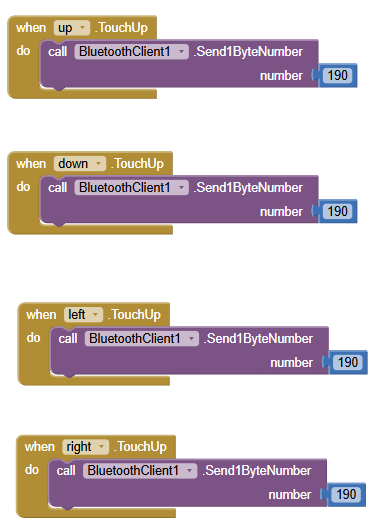 when up .TouchUp
do call BluetoothClient1 .Send1ByteNumber
number 190
when down .TouchUp
do call BluetoothClient1 .Send1ByteNumber
number 190
when left .TouchUp
do call BluetoothClient1 .Send1ByteNumber
number 190
when right .TouchUp
do call BluetoothClient1 .Send1ByteNumber
number 190